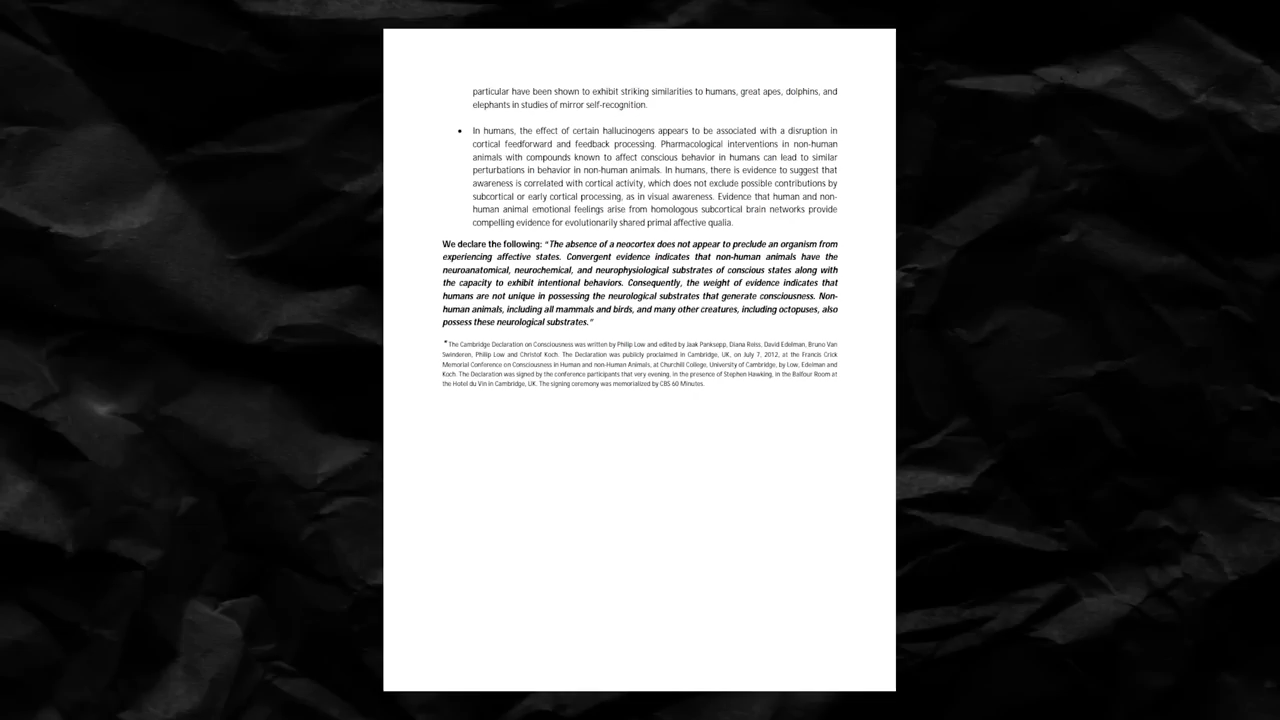 particular have been shown to exhibit striking similarities to humans, great apes, dolphins, and
elephants in studies of mirror self-recognition.
• In humans, the effect of certain hallucinogens appears to be associated with a disruption in
cortical feedforward and feedback processing. Pharmacological interventions in non-human
animals with compounds known to affect conscious behavior in humans can lead to similar
perturbations in behavior in non-human animals. In humans, there is evidence to suggest that
awareness is correlated with cortical activity, which does not exclude possible contributions by
subcortical or early cortical processing, as in visual awareness. Evidence that human and non-
human animal emotional feelings arise from homologous subcortical brain networks provide
compelling evidence for evolutionarily shared primal affective qualia.
We declare the following: “The absence of a neocortex does not appear to preclude an organism from
experiencing affective states. Convergent evidence indicates that non-human animals have the
neuroanatomical, neurochemical, and neurophysiological substrates of conscious states along with
the capacity to exhibit intentional behaviors. Consequently, the weight of evidence indicates that
humans are not unique in possessing the neurological substrates that generate consciousness. Non-
human animals, including all mammals and birds, and many other creatures, including octopuses, also
possess these neurological substrates.”
* The Cambridge Declaration on Consciousness was written by Philip Low and edited by Jaak Panksepp, Diana Reiss, David Edelman, Bruno Van
Swinderen, Philip Low and Christof Koch. The Declaration was publicly proclaimed in Cambridge, UK, on July 7, 2012, at the Francis Crick
Memorial Conference on Consciousness in Human and non-Human Animals, at Churchill College, University of Cambridge, by Low, Edelman and
Koch. The Declaration was signed by the conference participants that very evening, in the presence of Stephen Hawking, in the Balfour Room at
the Hotel du Vin in Cambridge, UK. The signing ceremony was memorialized by CBS 60 Minutes.